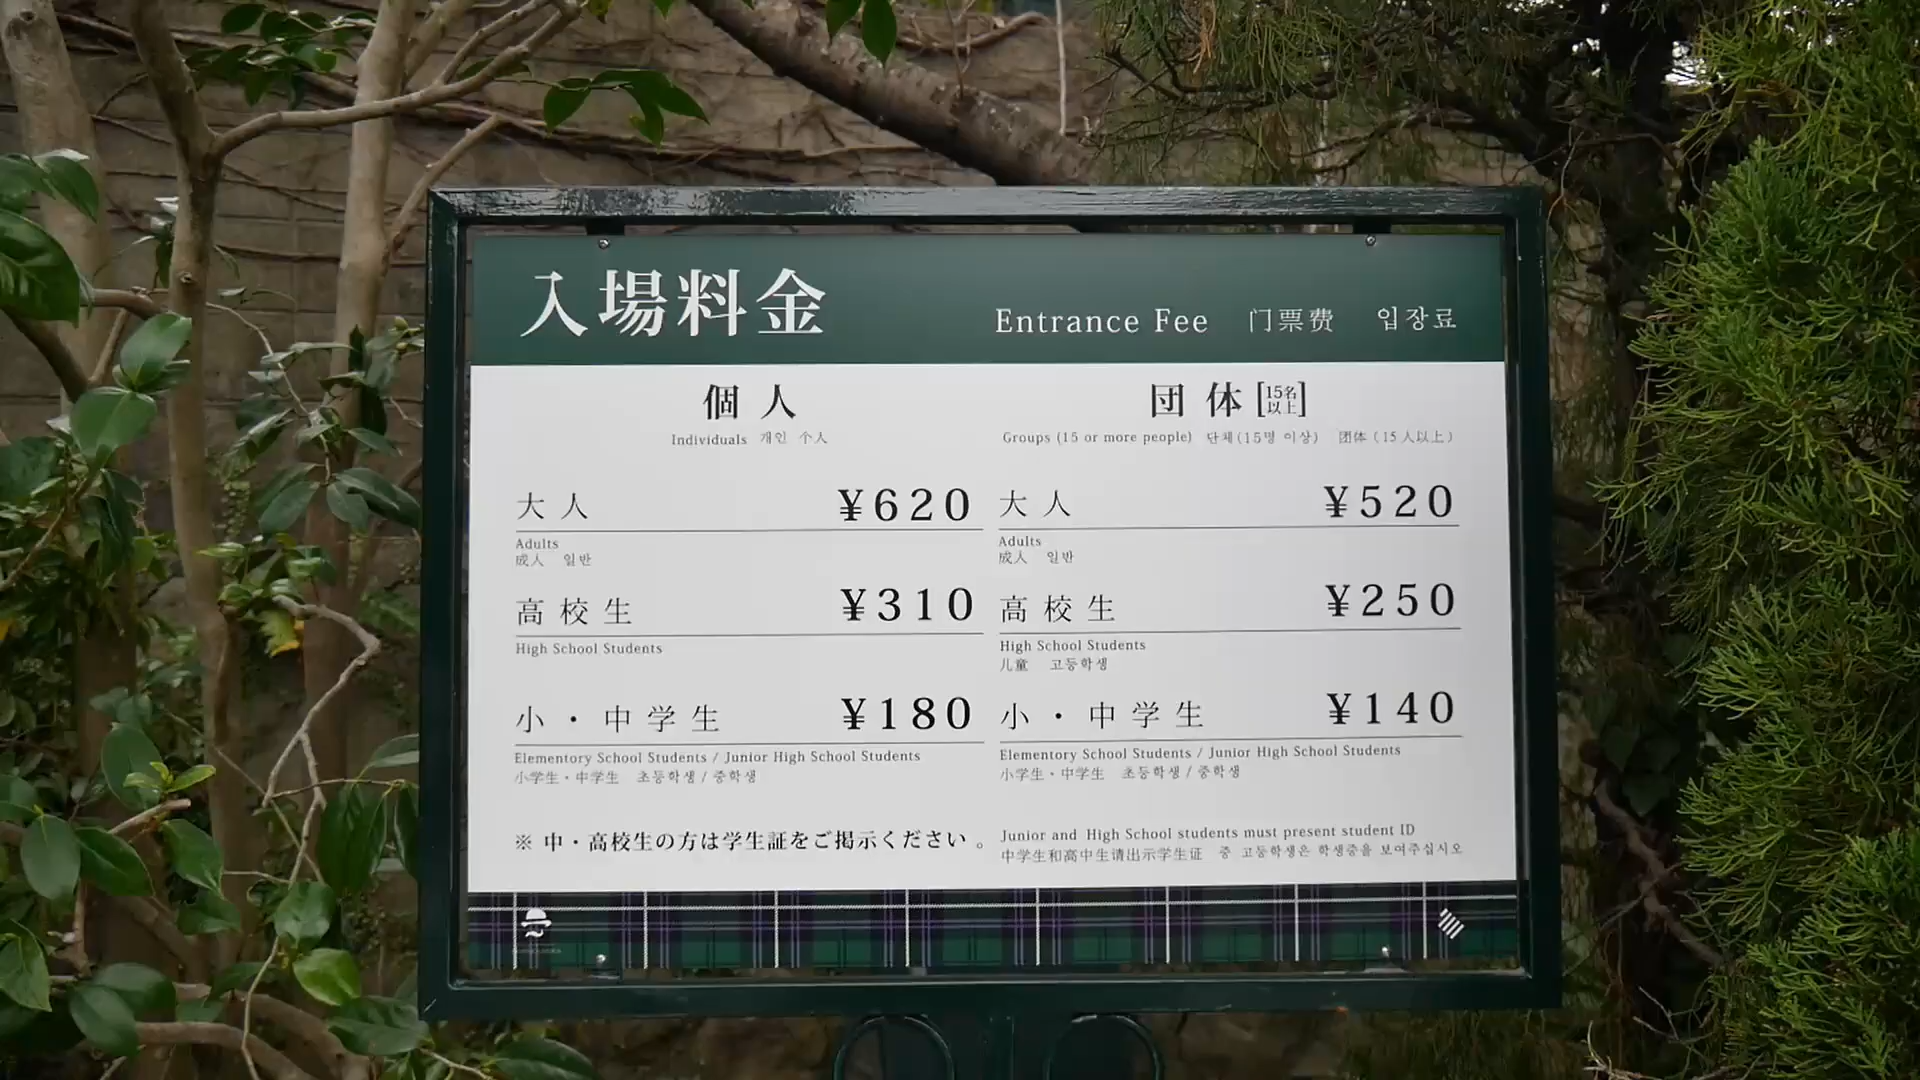 入場料金
Entrance Fee 门票费 입장료
個人
Individuals 개인 个人
大人 ¥620
Adults
成人 일반
高校生 ¥310
High School Students
小・中学生 ¥180
Elementary School Students / Junior High School Students
小学生・中学生 초등학생 / 중학생
※ 中・高校生の方は学生証をご掲示ください。
団体 [15名以上]
Groups (15 or more people) 단체 (15명 이상) 团体 ( 15 人以上 )
大人 ¥520
Adults
成人 일반
高校生 ¥250
High School Students
儿童 고등학생
小・中学生 ¥140
Elementary School Students / Junior High School Students
小学生・中学生 초등학생 / 중학생
Junior and High School students must present student ID
中学生和高中生请出示学生证 중 고등학생은 학생증을 보여주십시오